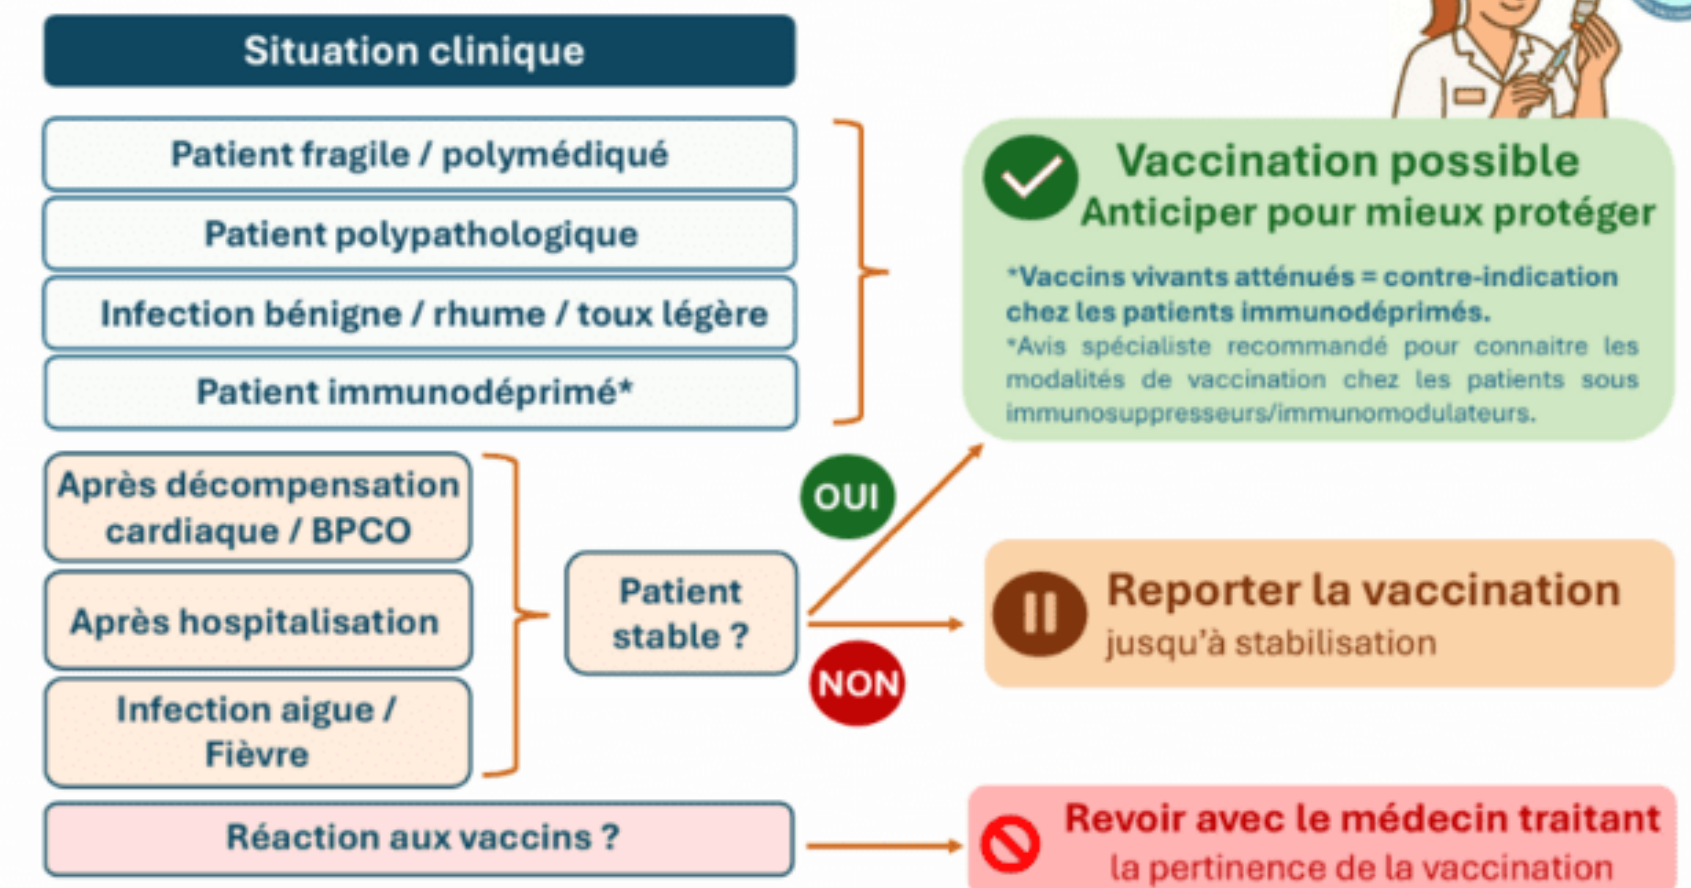 Situation clinique
Patient fragile / polymédiqué
Patient polypathologique
Infection bénigne / rhume / toux légère
Patient immunodéprimé*
Vaccination possible
Anticiper pour mieux protéger
*Vaccins vivants atténués = contre-indication
chez les patients immunodéprimés.
*Avis spécialiste recommandé pour connaitre les
modalités de vaccination chez les patients sous
immunosuppresseurs/immunomodulateurs.
Après décompensation
cardiaque / BPCO
Après hospitalisation
Infection aigue /
Fièvre
Patient
stable ?
OUI
NON
Reporter la vaccination
jusqu'à stabilisation
Réaction aux vaccins ?
Revoir avec le médecin traitant
la pertinence de la vaccination